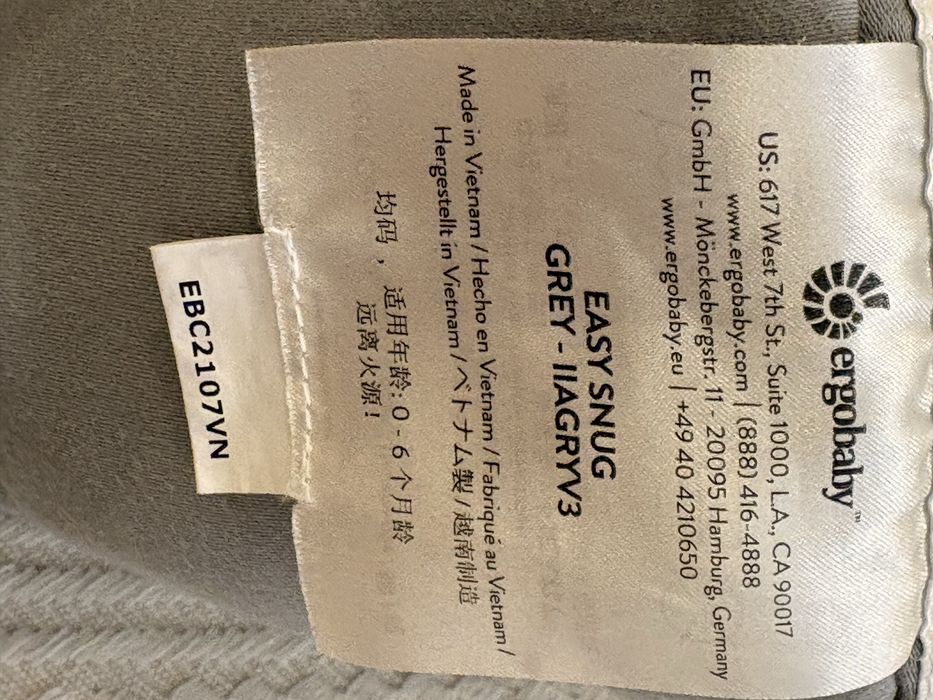 ergobaby™
US: 617 West 7th St., Suite 1000, L.A., CA 90017
www.ergobaby.com | (888) 416-4888
EU: GmbH - Mönckebergstr. 11 - 20095 Hamburg, Germany
www.ergobaby.eu | +49 40 4210650
EASY SNUG
GREY - IIAGRYV3
Made in Vietnam / Hecho en Vietnam / Fabriqué au Vietnam /
Hergestellt in Vietnam / ベトナム製 / 越南制造
均码，适用年龄: 0 - 6 个月龄
远离火源!
EBC2107VN